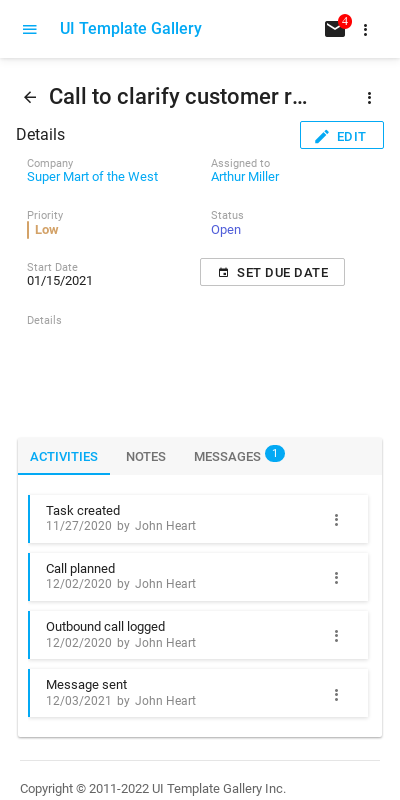 UI Template Gallery
4
Call to clarify customer r...
Details
EDIT
Company
Assigned to
Super Mart of the West
Arthur Miller
Priority
Status
Low
Open
Start Date
01/15/2021
SET DUE DATE
Details
ACTIVITIES NOTES MESSAGES 1
Task created
11/27/2020 by John Heart
Call planned
12/02/2020 by John Heart
Outbound call logged
12/02/2020 by John Heart
Message sent
12/03/2021 by John Heart
Copyright © 2011-2022 UI Template Gallery Inc.